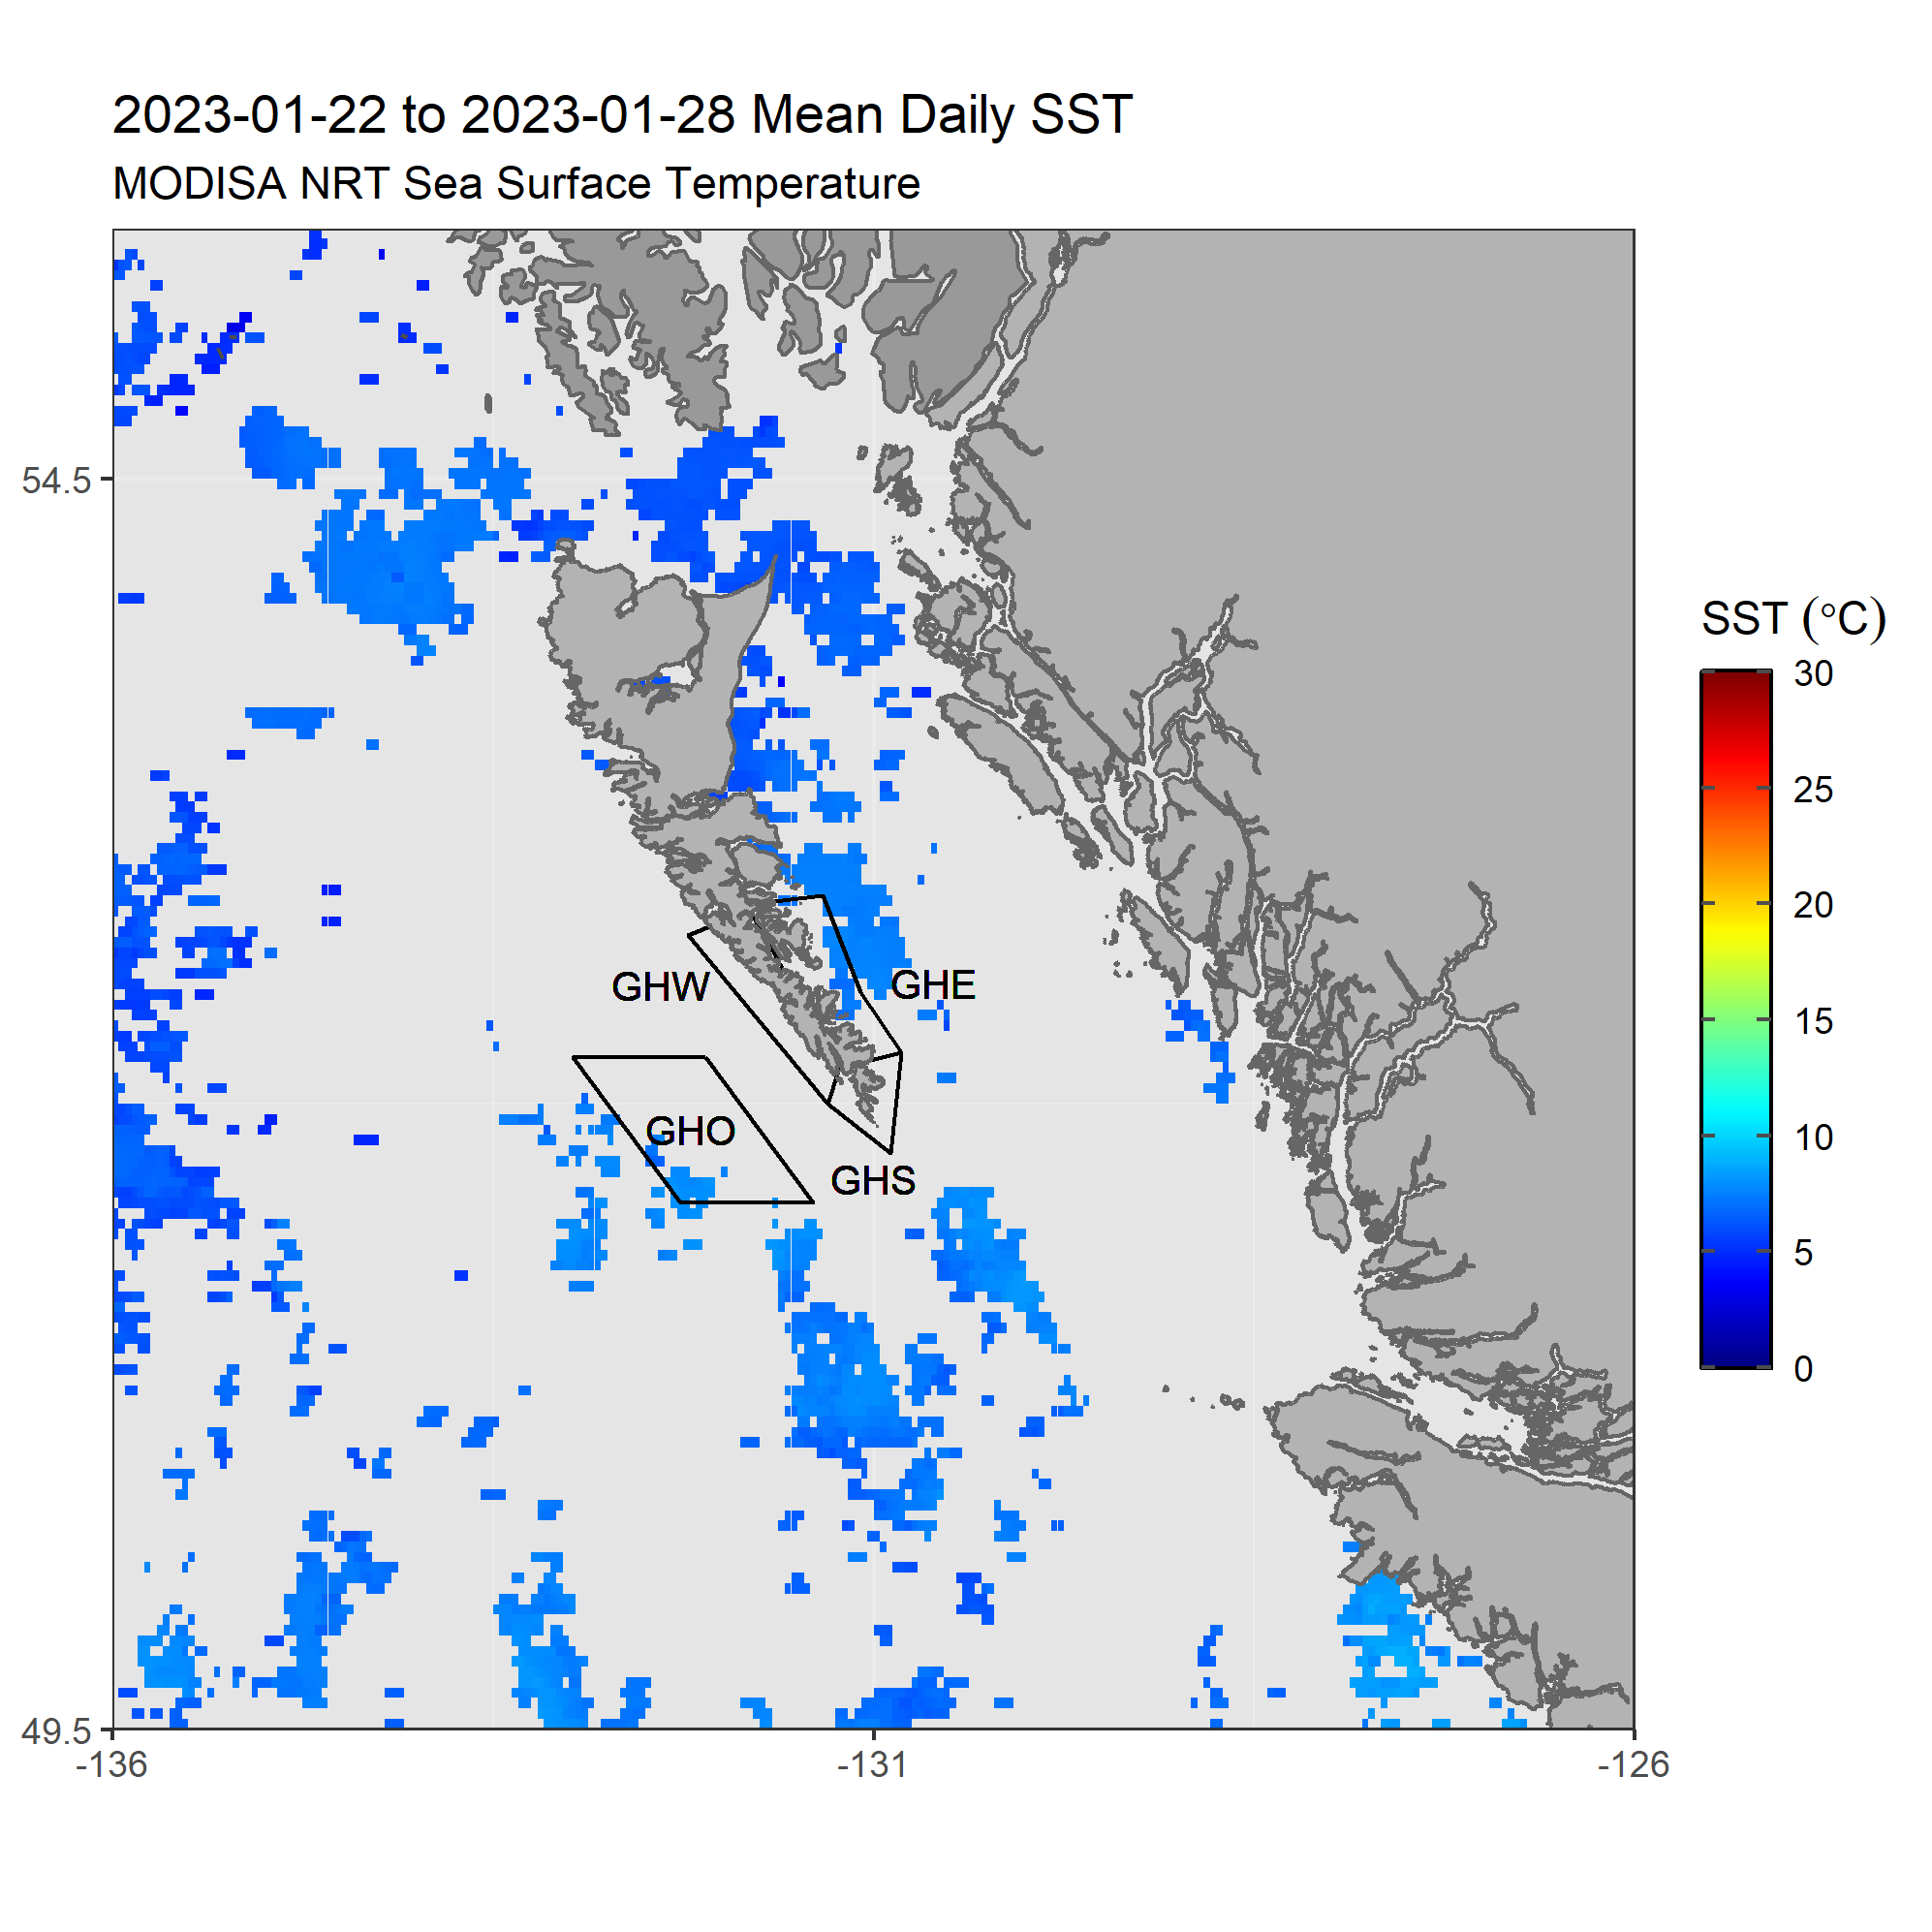 2023-01-22 to 2023-01-28 Mean Daily SST
MODISA NRT Sea Surface Temperature
54.5
49.5
-136
-131
-126
GHW
GHE
GHO
GHS
SST (°C)
30
25
20
15
10
5
0